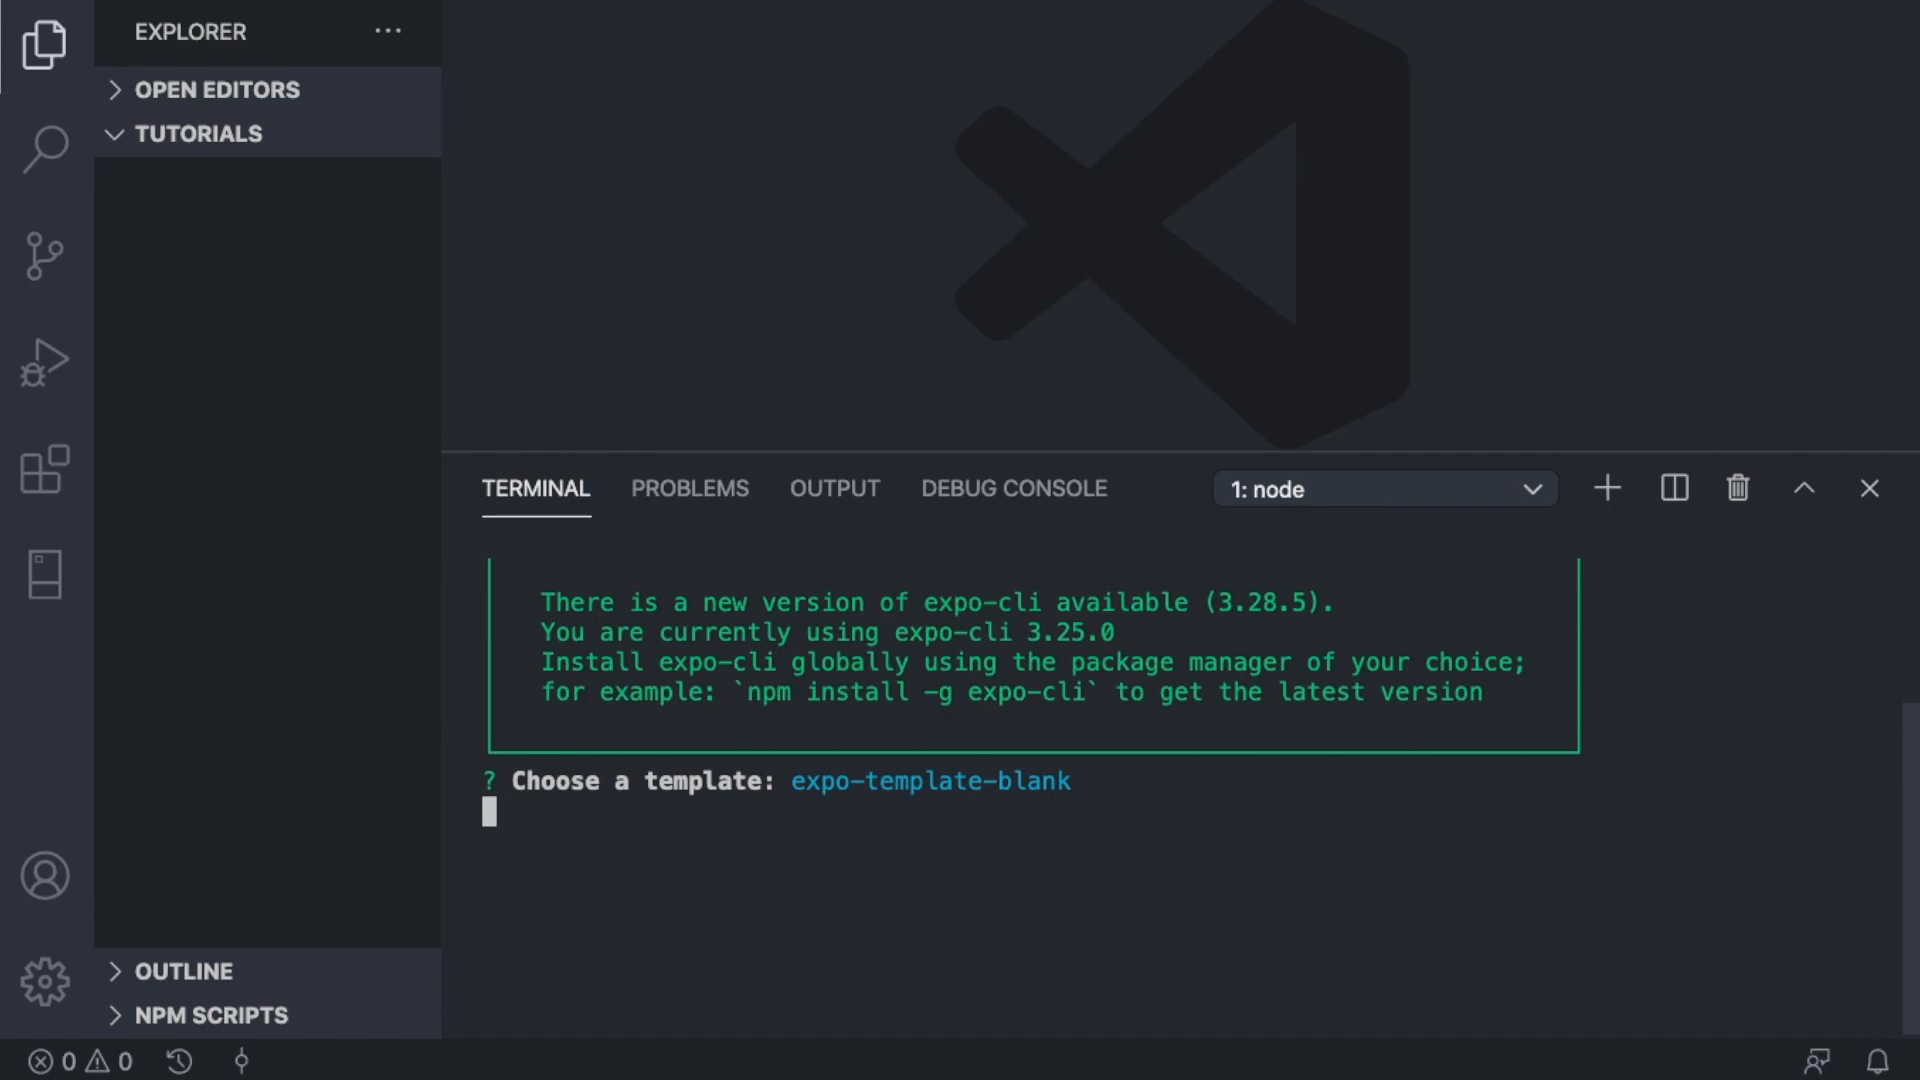 EXPLORER
OPEN EDITORS
TUTORIALS
TERMINAL PROBLEMS OUTPUT DEBUG CONSOLE 1: node
There is a new version of expo-cli available (3.28.5).
You are currently using expo-cli 3.25.0
Install expo-cli globally using the package manager of your choice;
for example: `npm install -g expo-cli` to get the latest version
? Choose a template: expo-template-blank
OUTLINE
NPM SCRIPTS
0 0